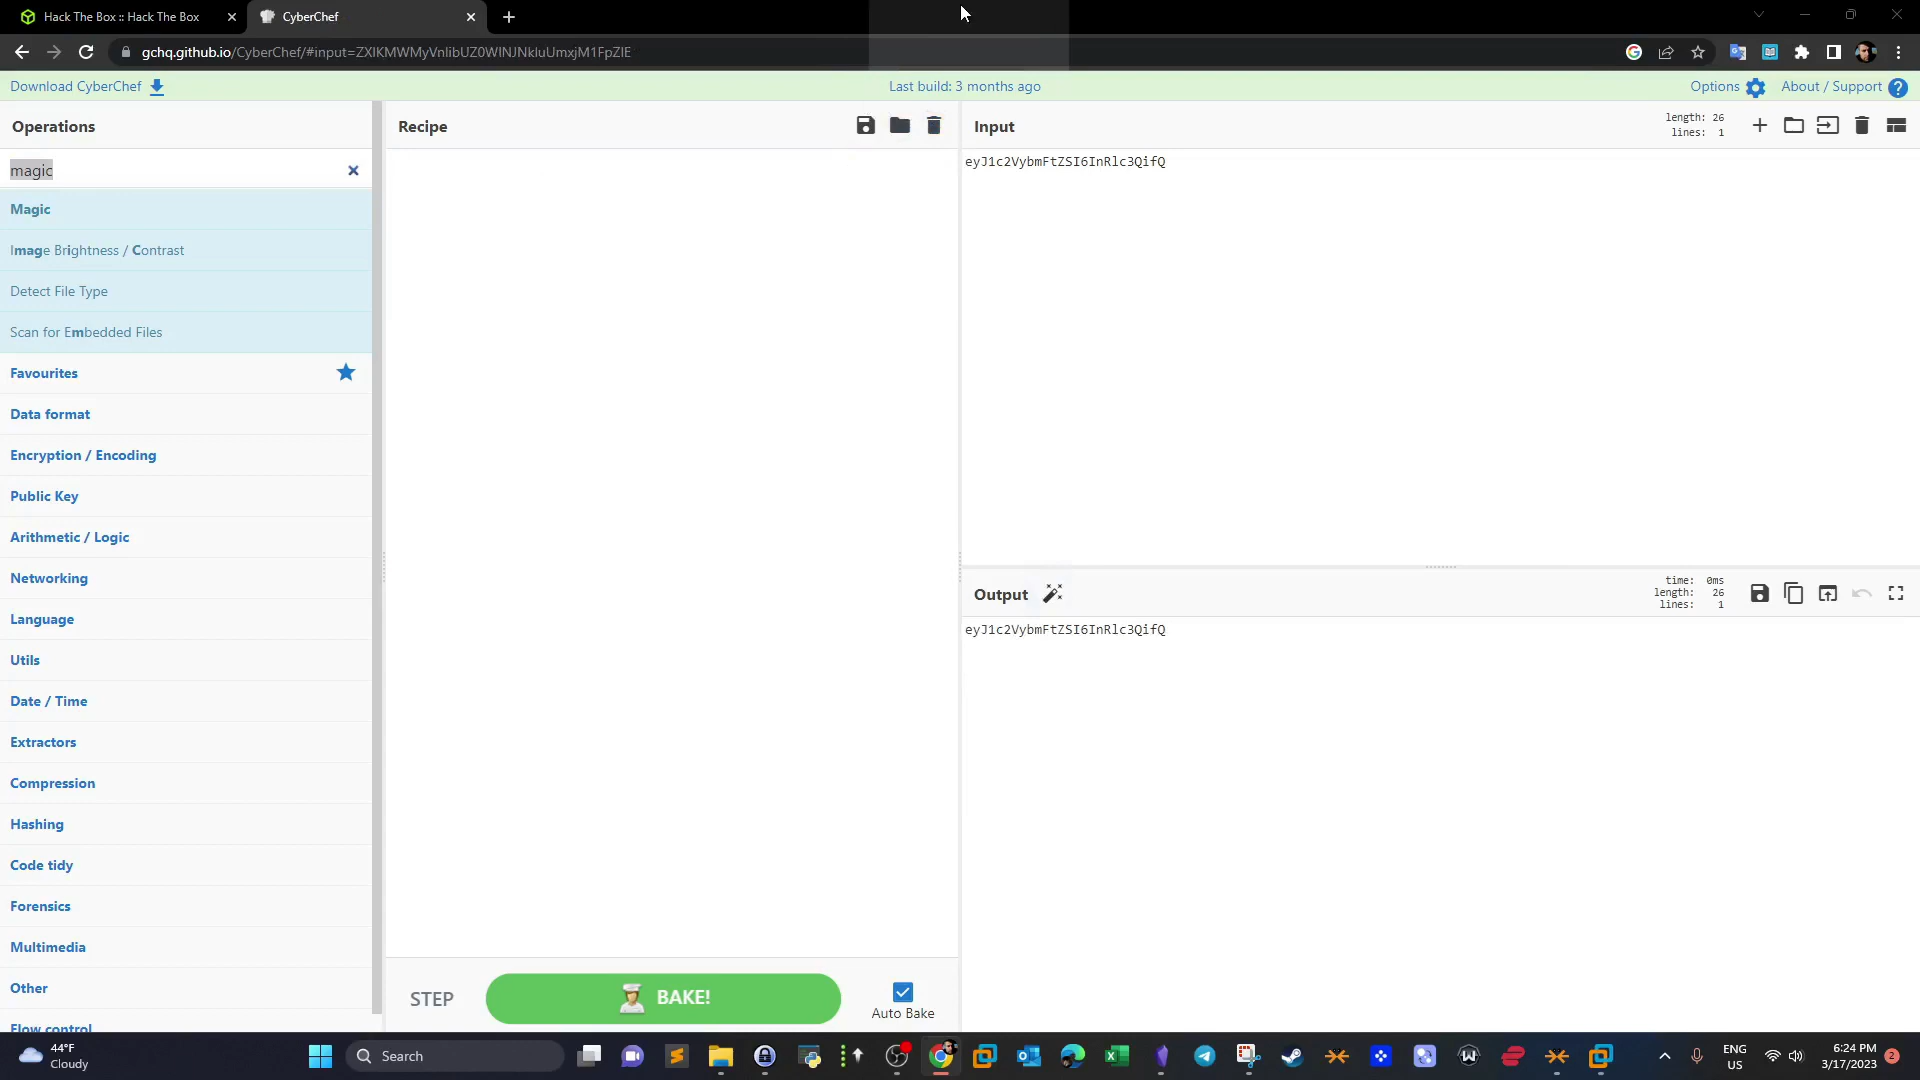 Hack The Box :: Hack The Box
CyberChef
gchq.github.io/CyberChef/#input=ZXlKMWMyVnlibUZ0WlNJNkluUmxjM1FpZlE
Download CyberChef
Last build: 3 months ago
Options
About / Support
Operations
Recipe
Input
length: 26
lines: 1
magic
eyJ1c2VybmFtZSI6InRlc3QifQ
Magic
Image Brightness / Contrast
Detect File Type
Scan for Embedded Files
Favourites
Data format
Encryption / Encoding
Public Key
Arithmetic / Logic
Networking
Language
Utils
Date / Time
Extractors
Compression
Hashing
Code tidy
Forensics
Multimedia
Other
Flow control
Output
time: 0ms
length: 26
lines: 1
eyJ1c2VybmFtZSI6InRlc3QifQ
STEP
BAKE!
Auto Bake
44°F
Cloudy
Search
ENG
US
6:24 PM
3/17/2023
2